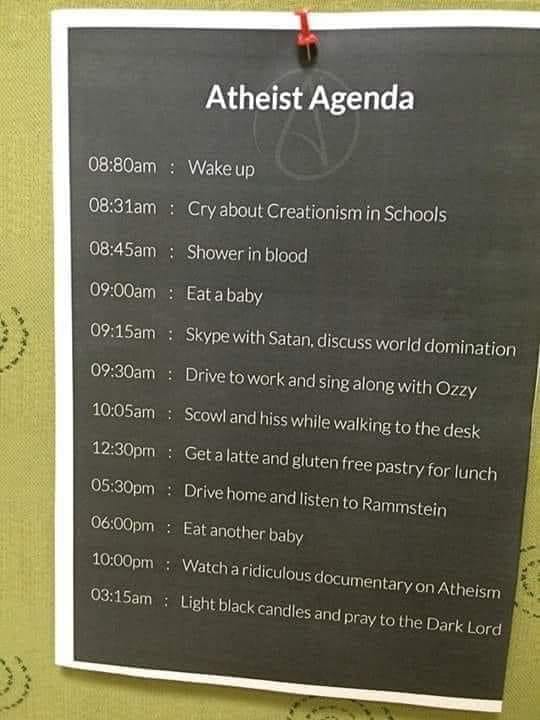 Atheist Agenda
08:80am : Wake up
08:31am : Cry about Creationism in Schools
08:45am : Shower in blood
09:00am : Eat a baby
09:15am : Skype with Satan, discuss world domination
09:30am : Drive to work and sing along with Ozzy
10:05am : Scowl and hiss while walking to the desk
12:30pm : Get a latte and gluten free pastry for lunch
05:30pm : Drive home and listen to Rammstein
06:00pm : Eat another baby
10:00pm : Watch a ridiculous documentary on Atheism
03:15am : Light black candles and pray to the Dark Lord